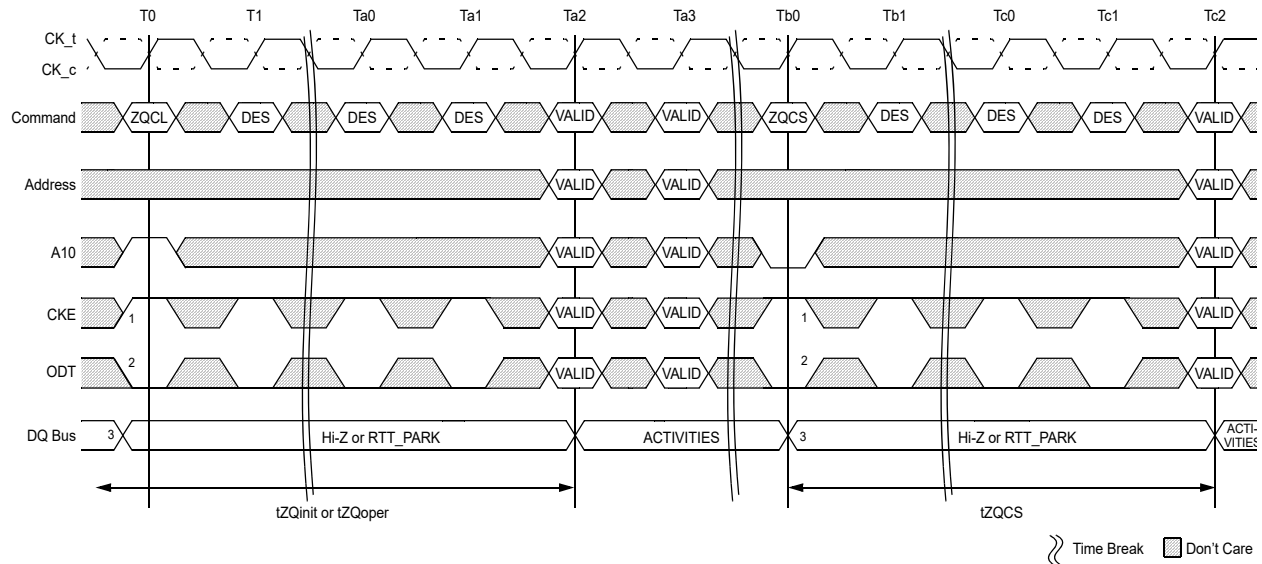 T0 T1 Ta0 Ta1 Ta2 Ta3 Tb0 Tb1 Tc0 Tc1 Tc2
CK_t
CK_c
Command ZQCL DES DES DES VALID VALID ZQCS DES DES DES VALID
Address VALID VALID VALID
A10 VALID VALID VALID
CKE 1 VALID VALID 1 VALID
ODT 2 VALID VALID 2 VALID
DQ Bus 3 Hi-Z or RTT_PARK ACTIVITIES 3 Hi-Z or RTT_PARK ACTI-
VITIES
tZQinit or tZQoper tZQCS
Time Break Don't Care